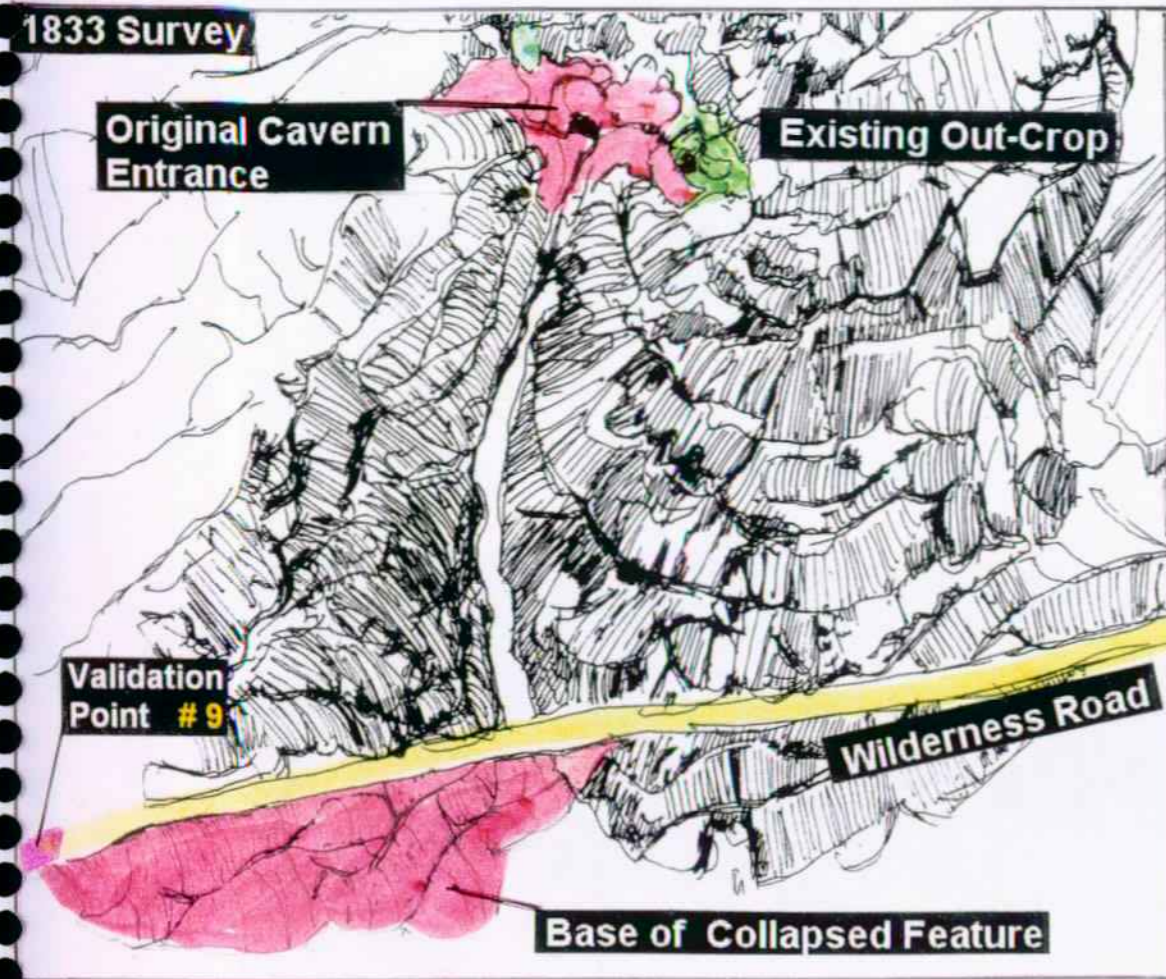 1833 Survey
Original Cavern
Entrance
Existing Out-Crop
Validation
Point # 9
Wilderness Road
Base of Collapsed Feature